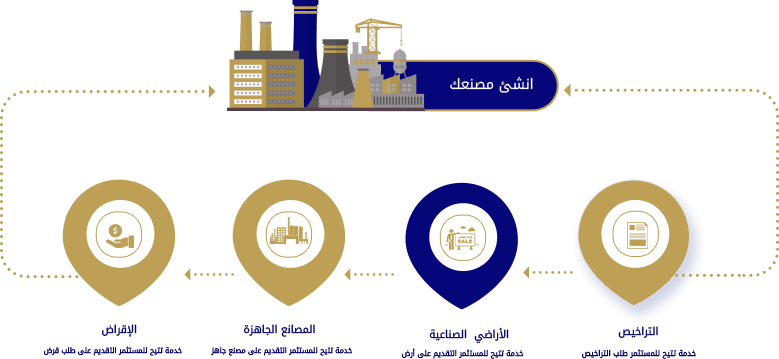 انشئ مصنعك
التراخيص
خدمة تتيح للمستثمر طلب التراخيص
الأراضي الصناعية
خدمة تتيح للمستثمر التقديم على أرض
SALE
المصانع الجاهزة
خدمة تتيح للمستثمر التقديم على مصنع جاهز
الإقراض
خدمة تتيح للمستثمر التقديم على طلب قرض
$